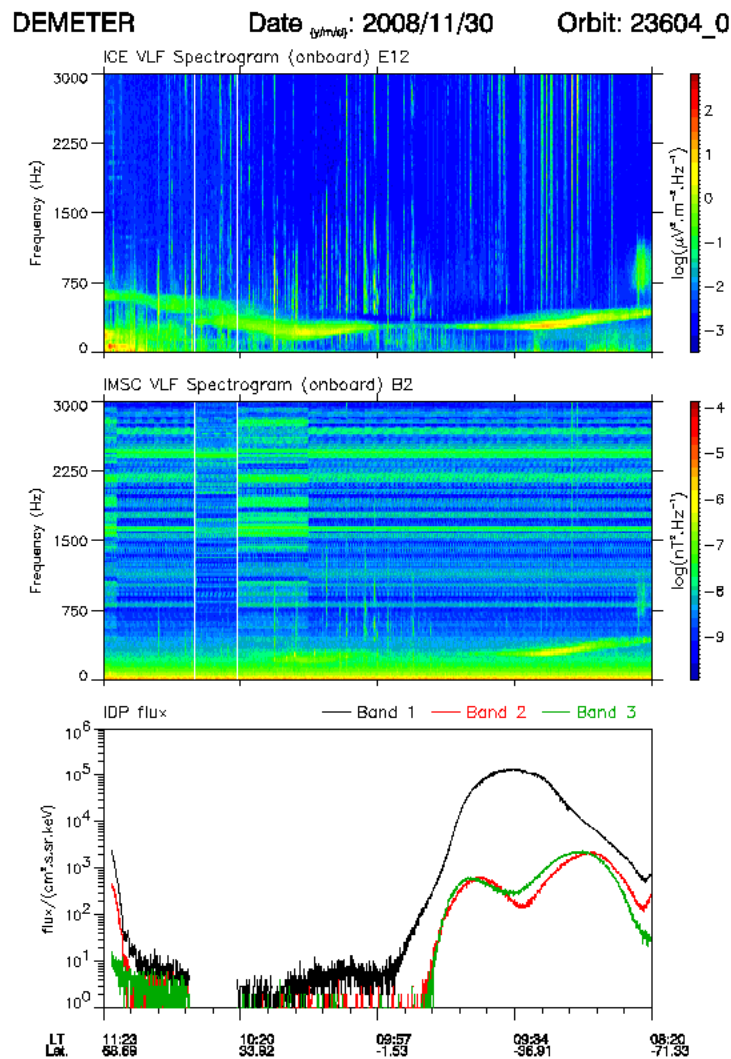 DEMETER Date (y/m/d): 2008/11/30 Orbit: 23604_0
ICE VLF Spectrogram (onboard) E12
3000
2250
1500
750
0
Frequency (Hz)
2
1
0
−1
−2
−3
log(μV².m⁻².Hz⁻¹)
IMSC VLF Spectrogram (onboard) B2
3000
2250
1500
750
0
Frequency (Hz)
−4
−5
−6
−7
−8
−9
log(nT².Hz⁻¹)
IDP flux Band 1 Band 2 Band 3
10⁶
10⁵
10⁴
10³
10²
10¹
10⁰
flux/(cm².s.sr.keV)
LT 11:23 10:20 09:57 09:34 08:20
Lat. 33.92 -1.53 -36.91 -71.33